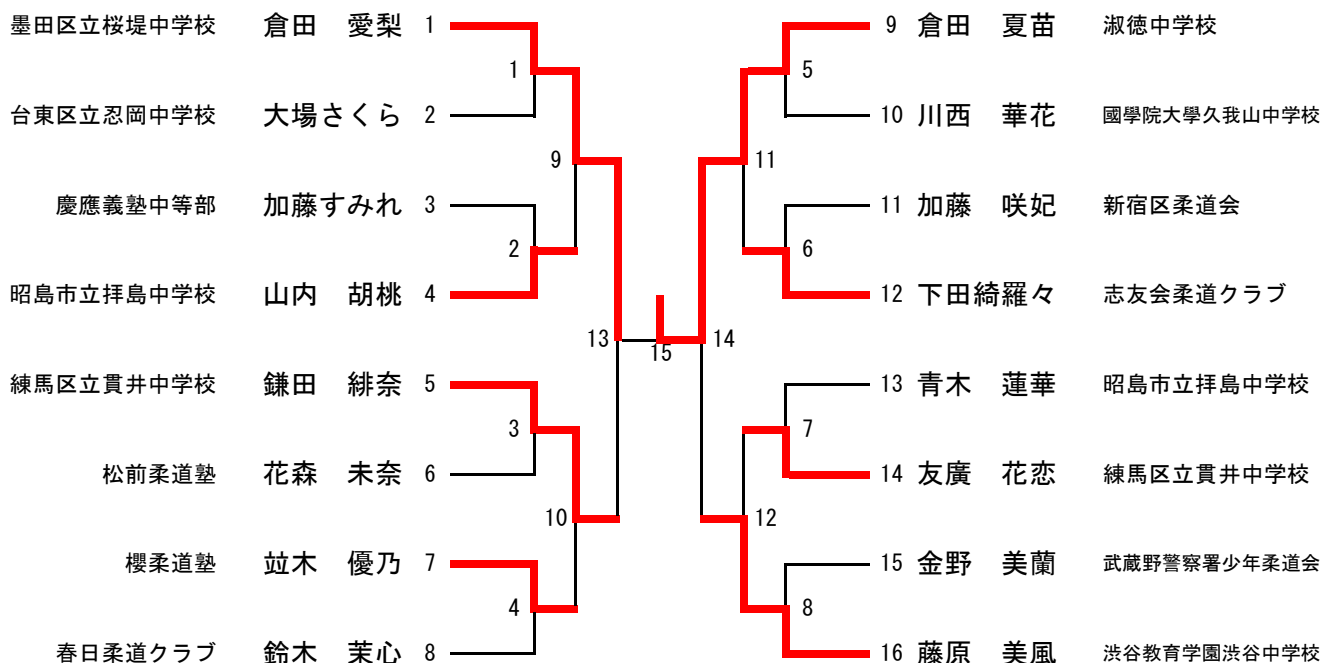 墨田区立桜堤中学校 倉田 愛梨 1
1
台東区立忍岡中学校 大場さくら 2
9
慶應義塾中等部 加藤すみれ 3
2
昭島市立拝島中学校 山内 胡桃 4
13
練馬区立貫井中学校 鎌田 緋奈 5
3
松前柔道塾 花森 未奈 6
10
櫻柔道塾 並木 優乃 7
4
春日柔道クラブ 鈴木 茉心 8
15
9 倉田 夏苗 淑徳中学校
5
10 川西 華花 國學院大學久我山中学校
11
11 加藤 咲妃 新宿区柔道会
6
12 下田綺羅々 志友会柔道クラブ
14
13 青木 蓮華 昭島市立拝島中学校
7
14 友廣 花恋 練馬区立貫井中学校
12
15 金野 美蘭 武蔵野警察署少年柔道会
8
16 藤原 美風 渋谷教育学園渋谷中学校